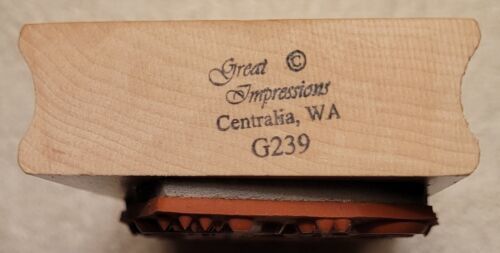 Great ©
Impressions
Centralia, WA
G239